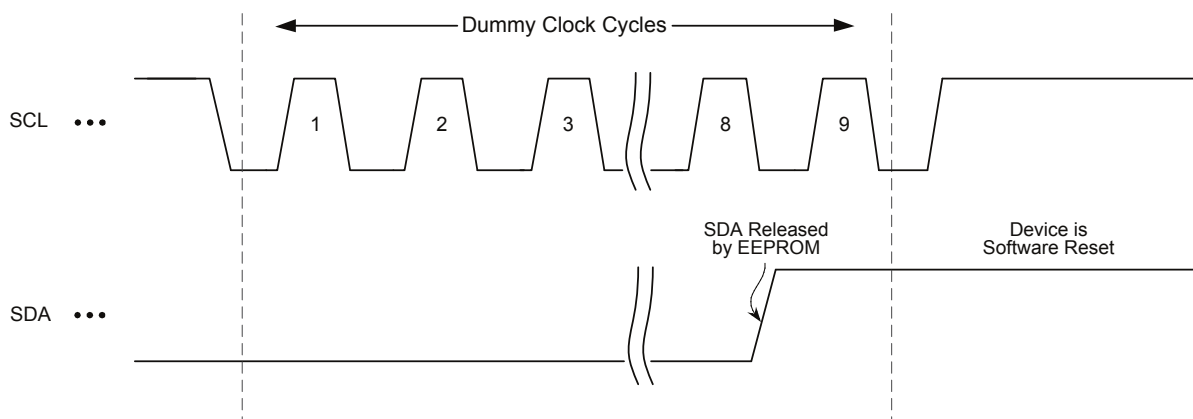 Dummy Clock Cycles
SCL •••
1
2
3
8
9
SDA Released
by EEPROM
Device is
Software Reset
SDA •••